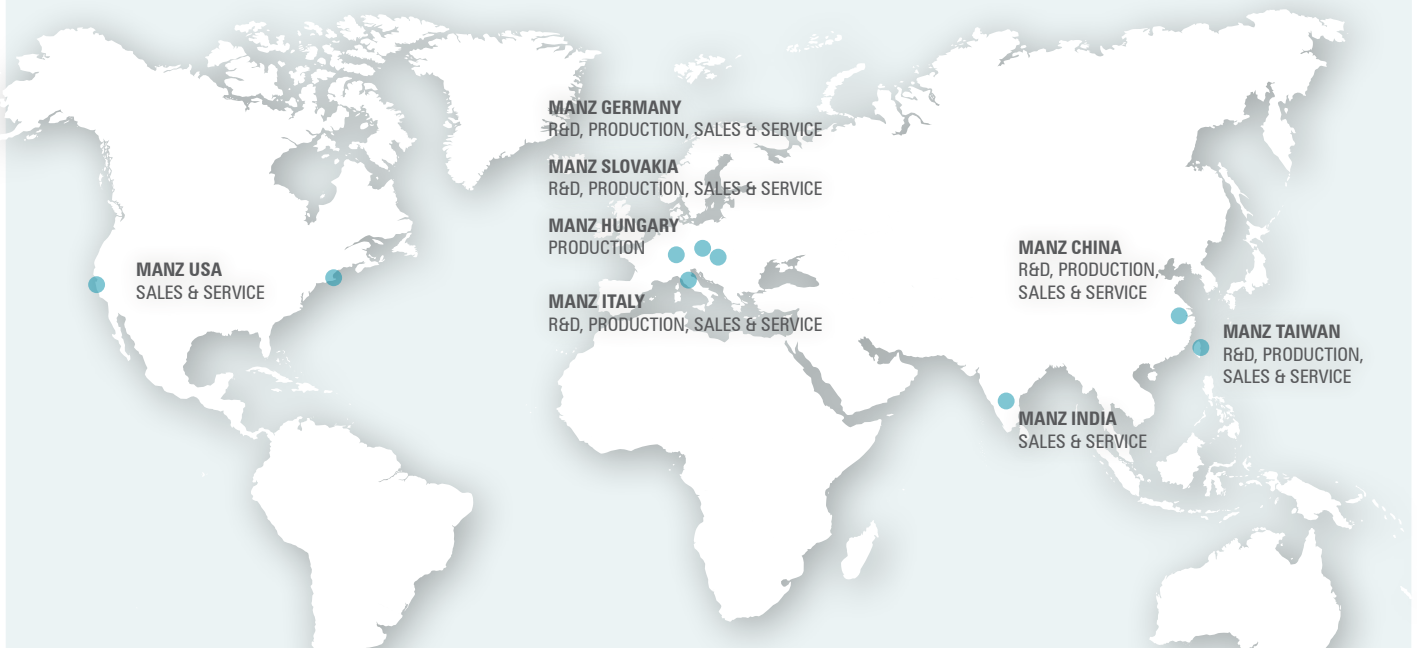 MANZ GERMANY
R&D, PRODUCTION, SALES & SERVICE
MANZ SLOVAKIA
R&D, PRODUCTION, SALES & SERVICE
MANZ HUNGARY
PRODUCTION
MANZ ITALY
R&D, PRODUCTION, SALES & SERVICE
MANZ USA
SALES & SERVICE
MANZ CHINA
R&D, PRODUCTION,
SALES & SERVICE
MANZ TAIWAN
R&D, PRODUCTION,
SALES & SERVICE
MANZ INDIA
SALES & SERVICE